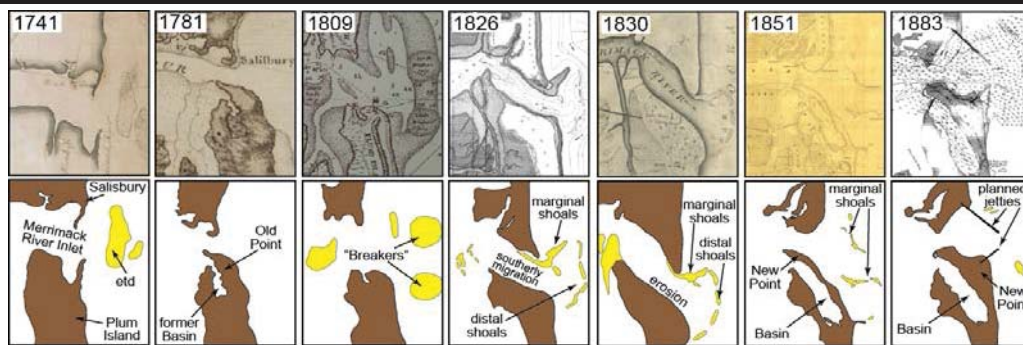 1741
1781
1809
1826
1830
1851
1883
Salisbury
RIVER
Salisbury
Merrimack
River Inlet
etd
Plum
Island
Old
Point
former
Basin
"Breakers"
marginal
shoals
southerly
migration
distal
shoals
marginal
shoals
distal
shoals
erosion
marginal
shoals
New
Point
Basin
planned
jetties
New
Point
Basin